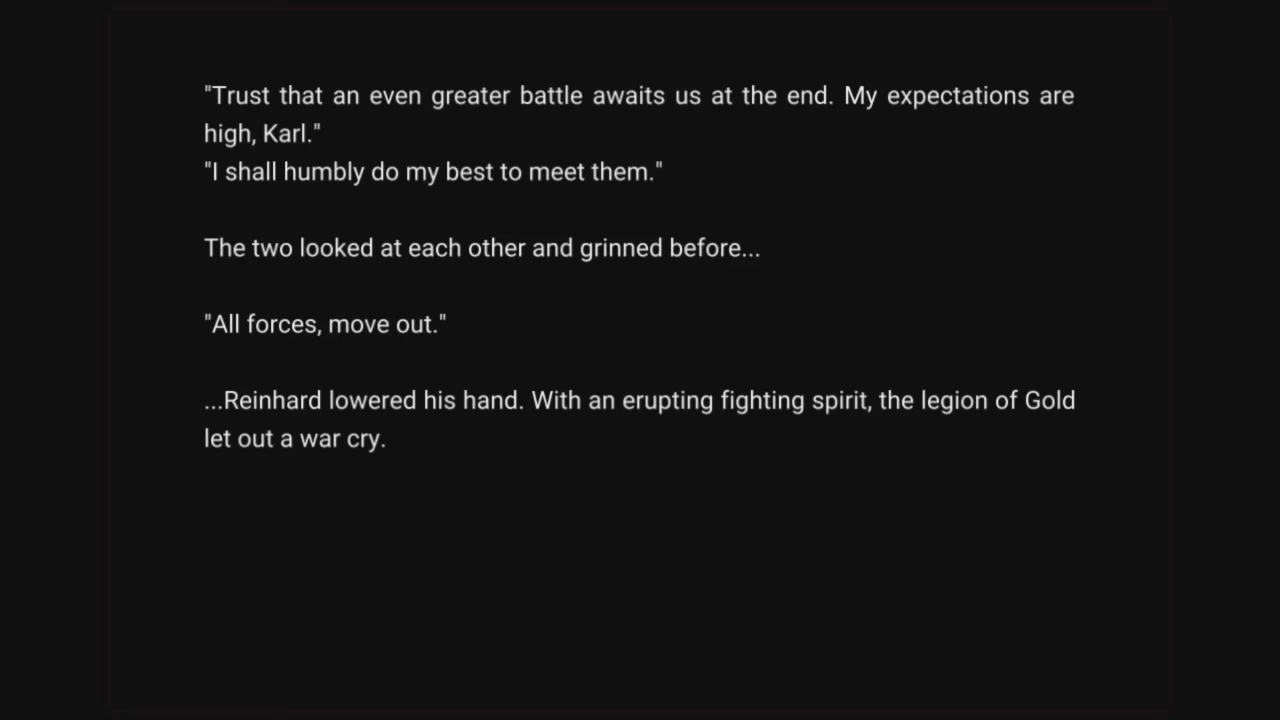 "Trust that an even greater battle awaits us at the end. My expectations are
high, Karl."
"I shall humbly do my best to meet them."
The two looked at each other and grinned before...
"All forces, move out."
...Reinhard lowered his hand. With an erupting fighting spirit, the legion of Gold
let out a war cry.